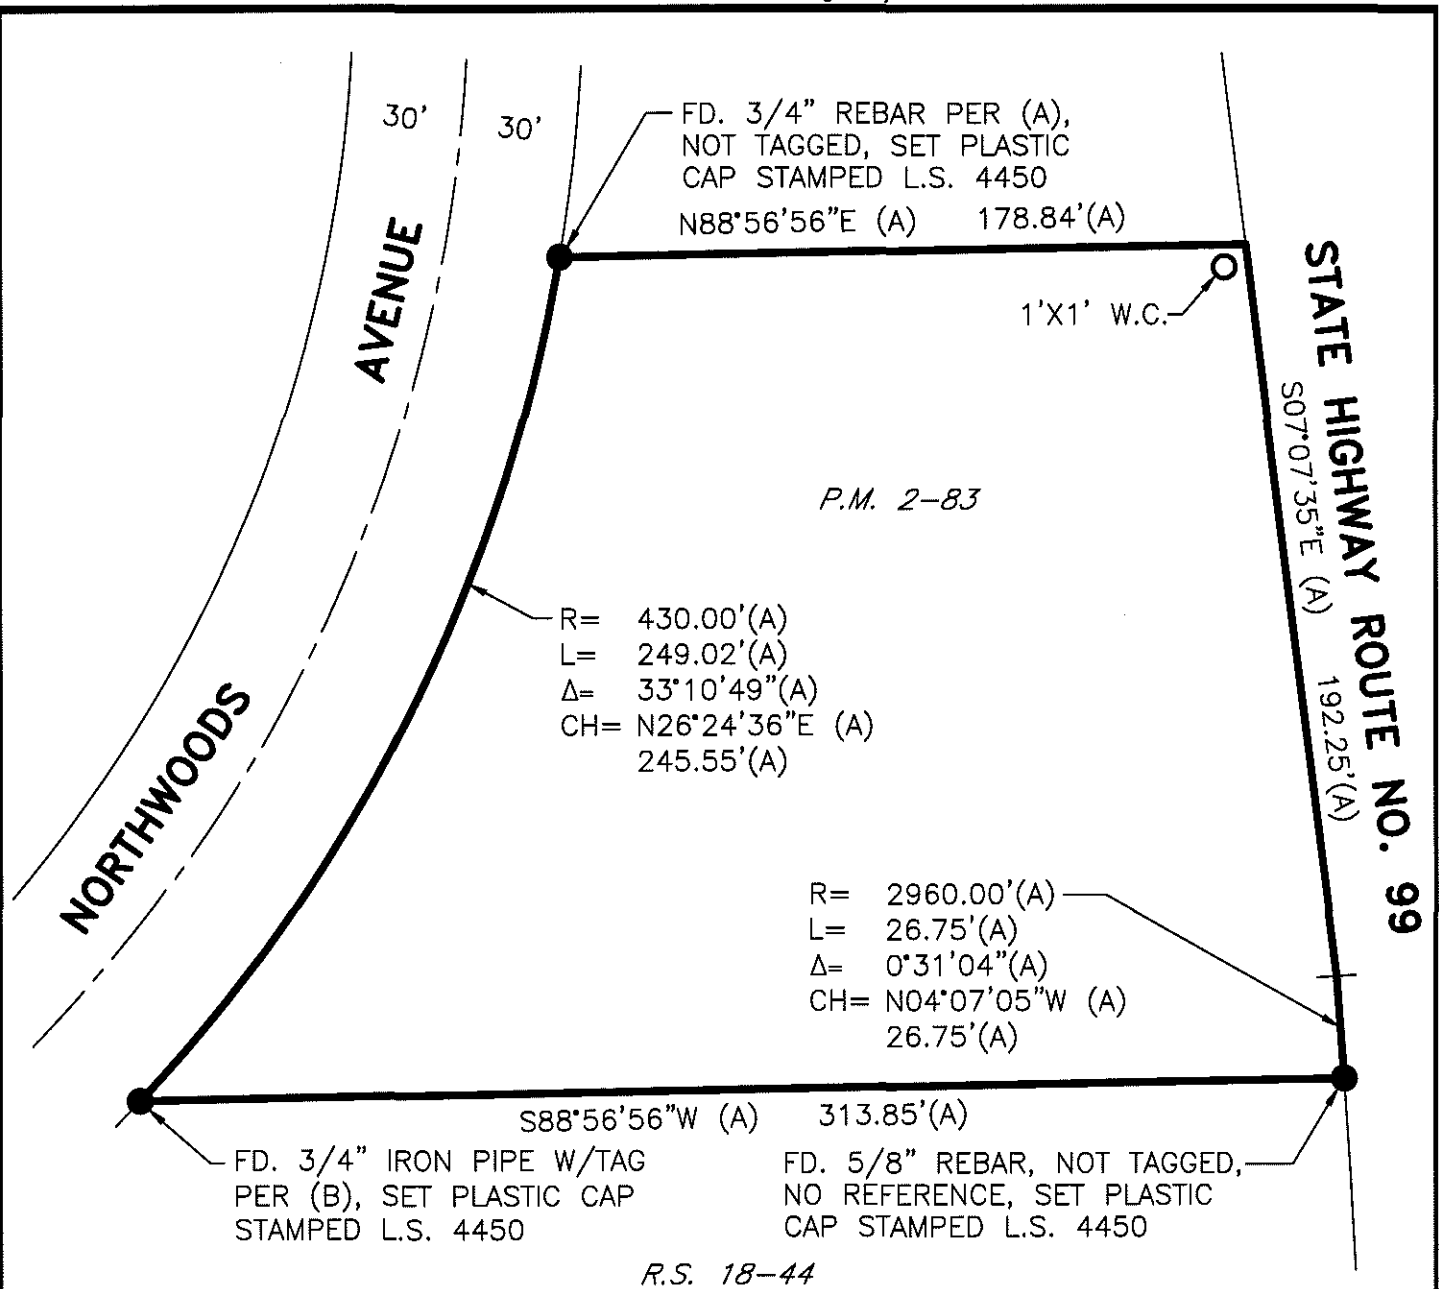 30'
30'
FD. 3/4" REBAR PER (A),
NOT TAGGED, SET PLASTIC
CAP STAMPED L.S. 4450
N88°56'56"E (A) 178.84'(A)
AVENUE
1'X1' W.C.
STATE HIGHWAY ROUTE NO. 99
S07°07'35"E (A) 192.25'(A)
P.M. 2-83
R= 430.00'(A)
L= 249.02'(A)
Δ= 33°10'49"(A)
CH= N26°24'36"E (A)
245.55'(A)
NORTHWOODS
R= 2960.00'(A)
L= 26.75'(A)
Δ= 0°31'04"(A)
CH= N04°07'05"W (A)
26.75'(A)
S88°56'56"W (A) 313.85'(A)
FD. 3/4" IRON PIPE W/TAG
PER (B), SET PLASTIC CAP
STAMPED L.S. 4450
FD. 5/8" REBAR, NOT TAGGED,
NO REFERENCE, SET PLASTIC
CAP STAMPED L.S. 4450
R.S. 18-44